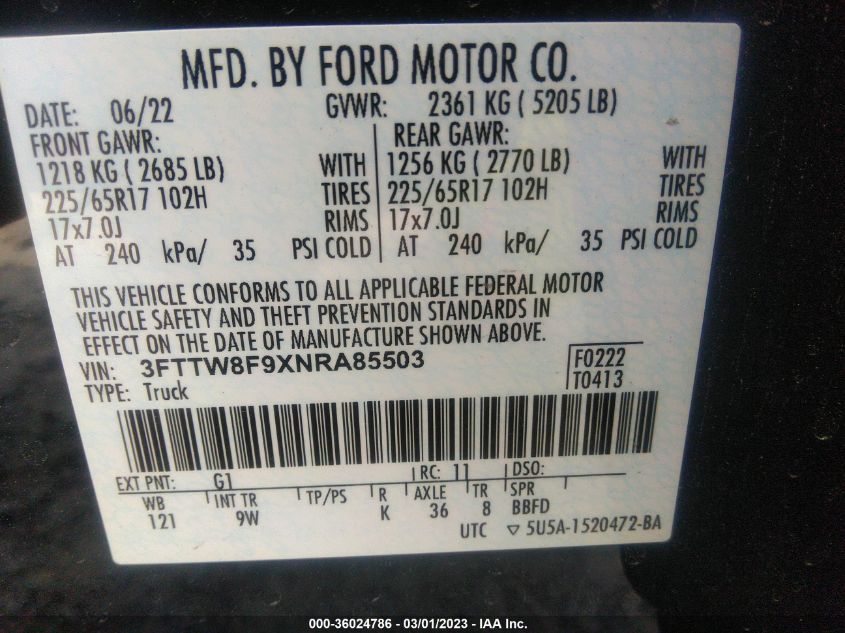 MFD. BY FORD MOTOR CO.
DATE: 06/22 GVWR: 2361 KG ( 5205 LB)
FRONT GAWR: REAR GAWR:
1218 KG ( 2685 LB) WITH 1256 KG ( 2770 LB) WITH
225/65R17 102H TIRES 225/65R17 102H TIRES
17x7.0J RIMS 17x7.0J RIMS
AT 240 kPa/ 35 PSI COLD AT 240 kPa/ 35 PSI COLD
THIS VEHICLE CONFORMS TO ALL APPLICABLE FEDERAL MOTOR
VEHICLE SAFETY AND THEFT PREVENTION STANDARDS IN
EFFECT ON THE DATE OF MANUFACTURE SHOWN ABOVE.
VIN: 3FTTW8F9XNRA85503 F0222
TYPE: Truck T0413
EXT PNT: G1 RC: 11 DSO:
WB INT TR TP/PS R AXLE TR SPR
121 9W K 36 8 BBFD
UTC ▽ 5U5A-1520472-BA
000-36024786 - 03/01/2023 - IAA Inc.